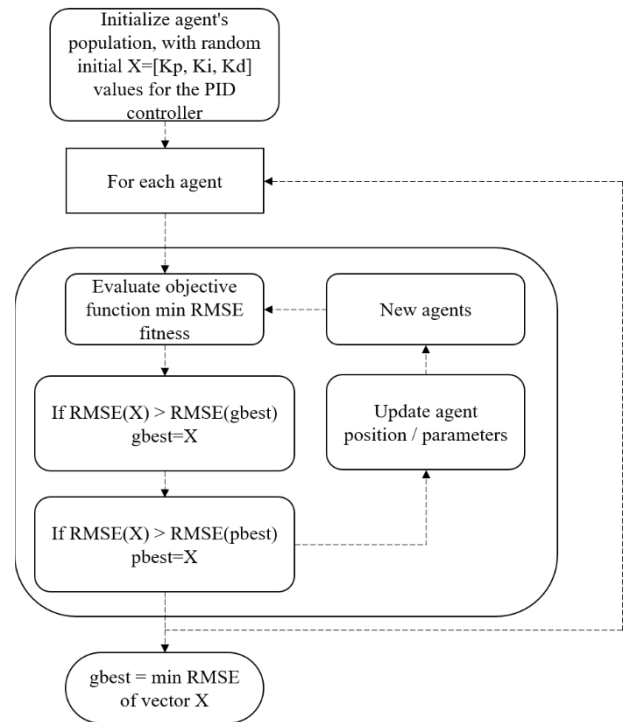 Initialize agent's
population, with random
initial X=[Kp, Ki, Kd]
values for the PID
controller
For each agent
Evaluate objective
function min RMSE
fitness
New agents
If RMSE(X) > RMSE(gbest)
gbest=X
Update agent
position / parameters
If RMSE(X) > RMSE(pbest)
pbest=X
gbest = min RMSE
of vector X